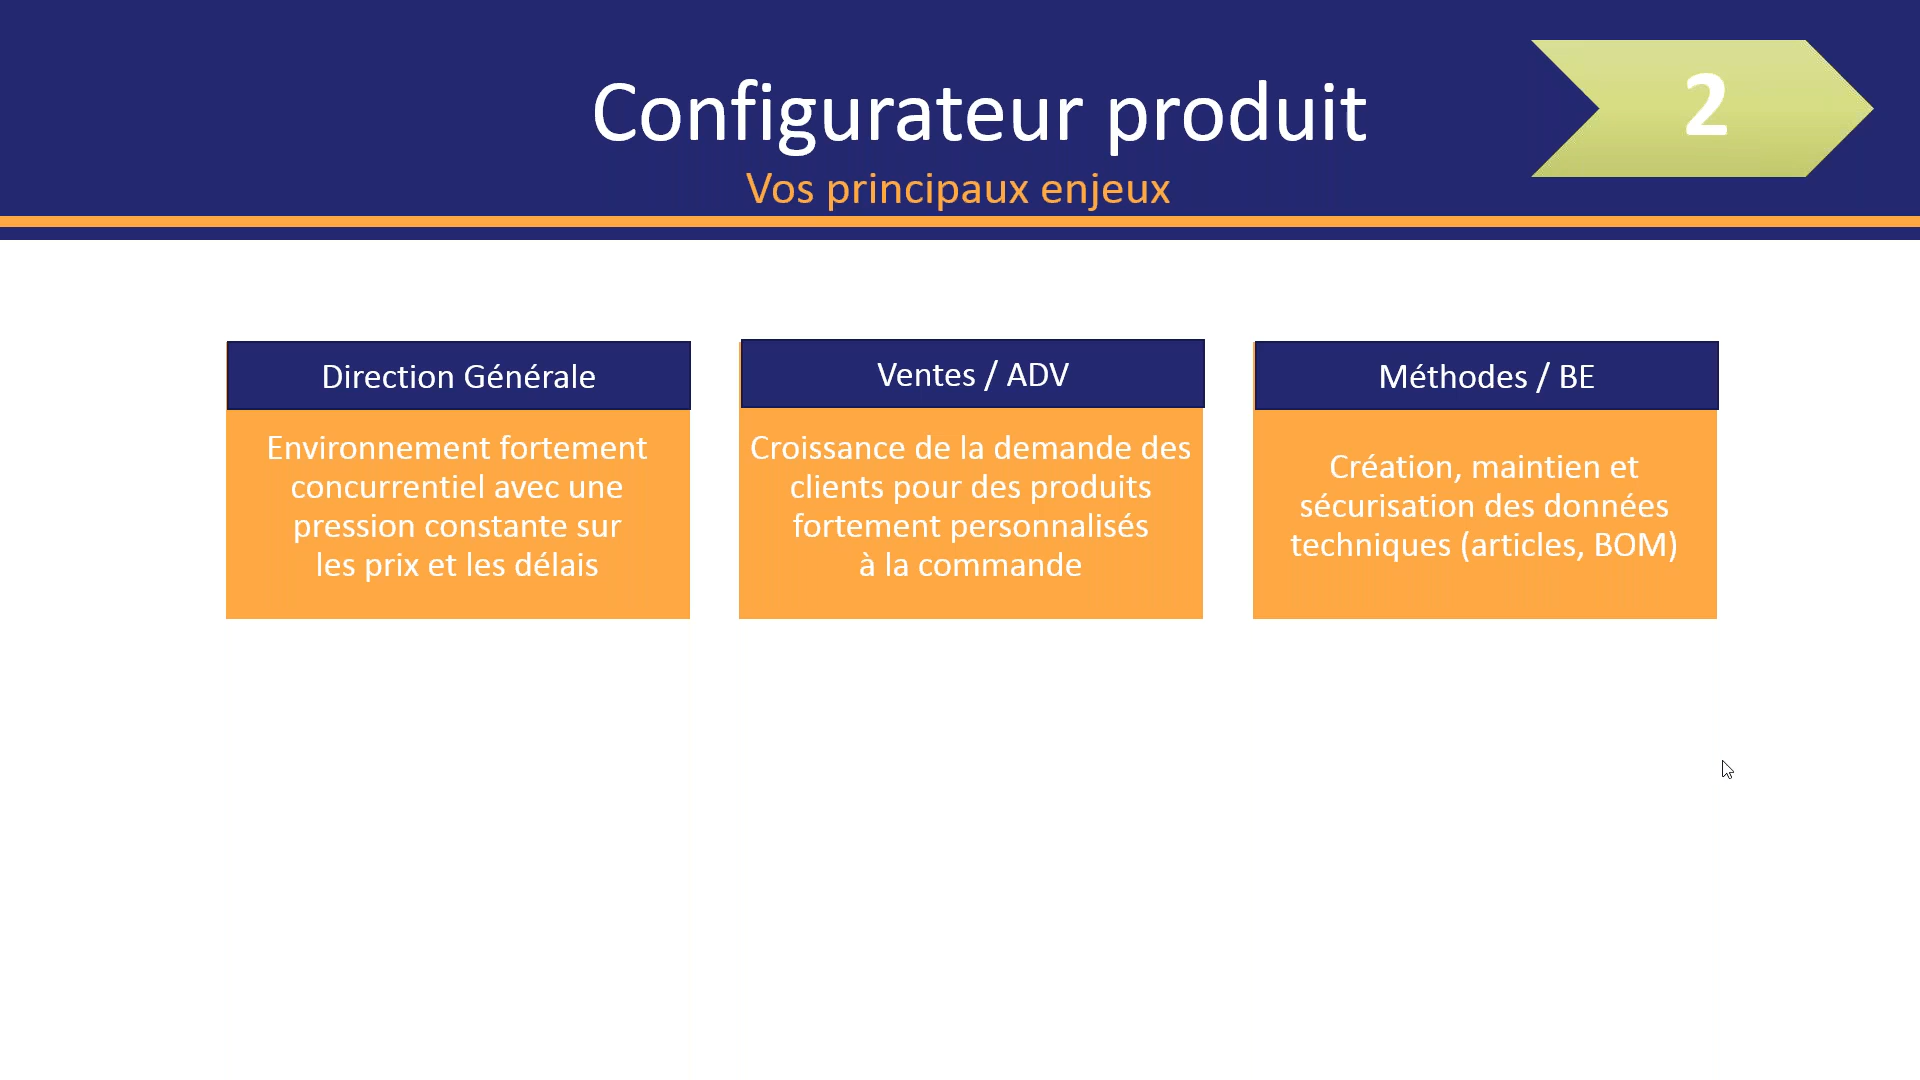 Configurateur produit
2
Vos principaux enjeux
Direction Générale
Environnement fortement
concurrentiel avec une
pression constante sur
les prix et les délais
Ventes / ADV
Croissance de la demande des
clients pour des produits
fortement personnalisés
à la commande
Méthodes / BE
Création, maintien et
sécurisation des données
techniques (articles, BOM)